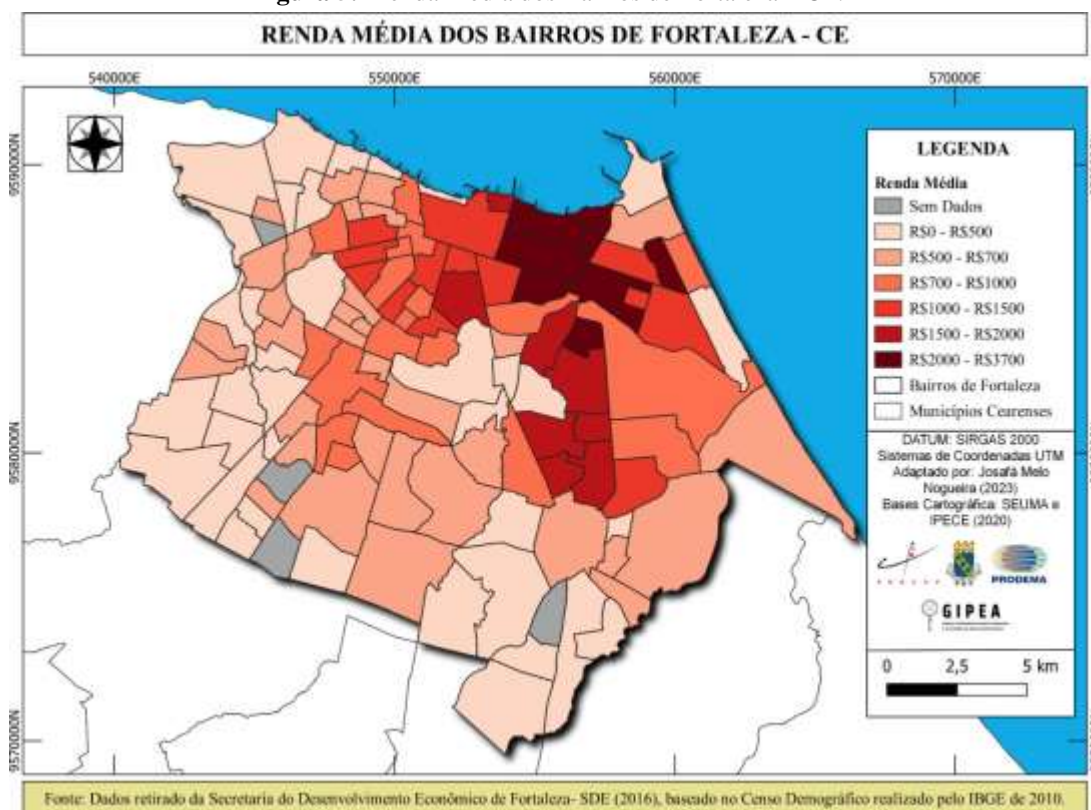 RENDA MÉDIA DOS BAIRROS DE FORTALEZA - CE
540000E
550000E
560000E
570000E
9590000N
9580000N
9570000N
LEGENDA
Renda Média
Sem Dados
R$0 - R$500
R$500 - R$700
R$700 - R$1000
R$1000 - R$1500
R$1500 - R$2000
R$2000 - R$3700
Bairros de Fortaleza
Municípios Cearenses
DATUM: SIRGAS 2000
Sistemas de Coordenadas UTM
Adaptado por: Josafá Melo
Nogueira (2023)
Bases Cartográfica: SEUMA e
IPECE (2020)
PRODEMA
GIPEA
0 2,5 5 km
Fonte: Dados retirado da Secretaria do Desenvolvimento Econômico de Fortaleza- SDE (2016), baseado no Censo Demográfico realizado pelo IBGE de 2010.